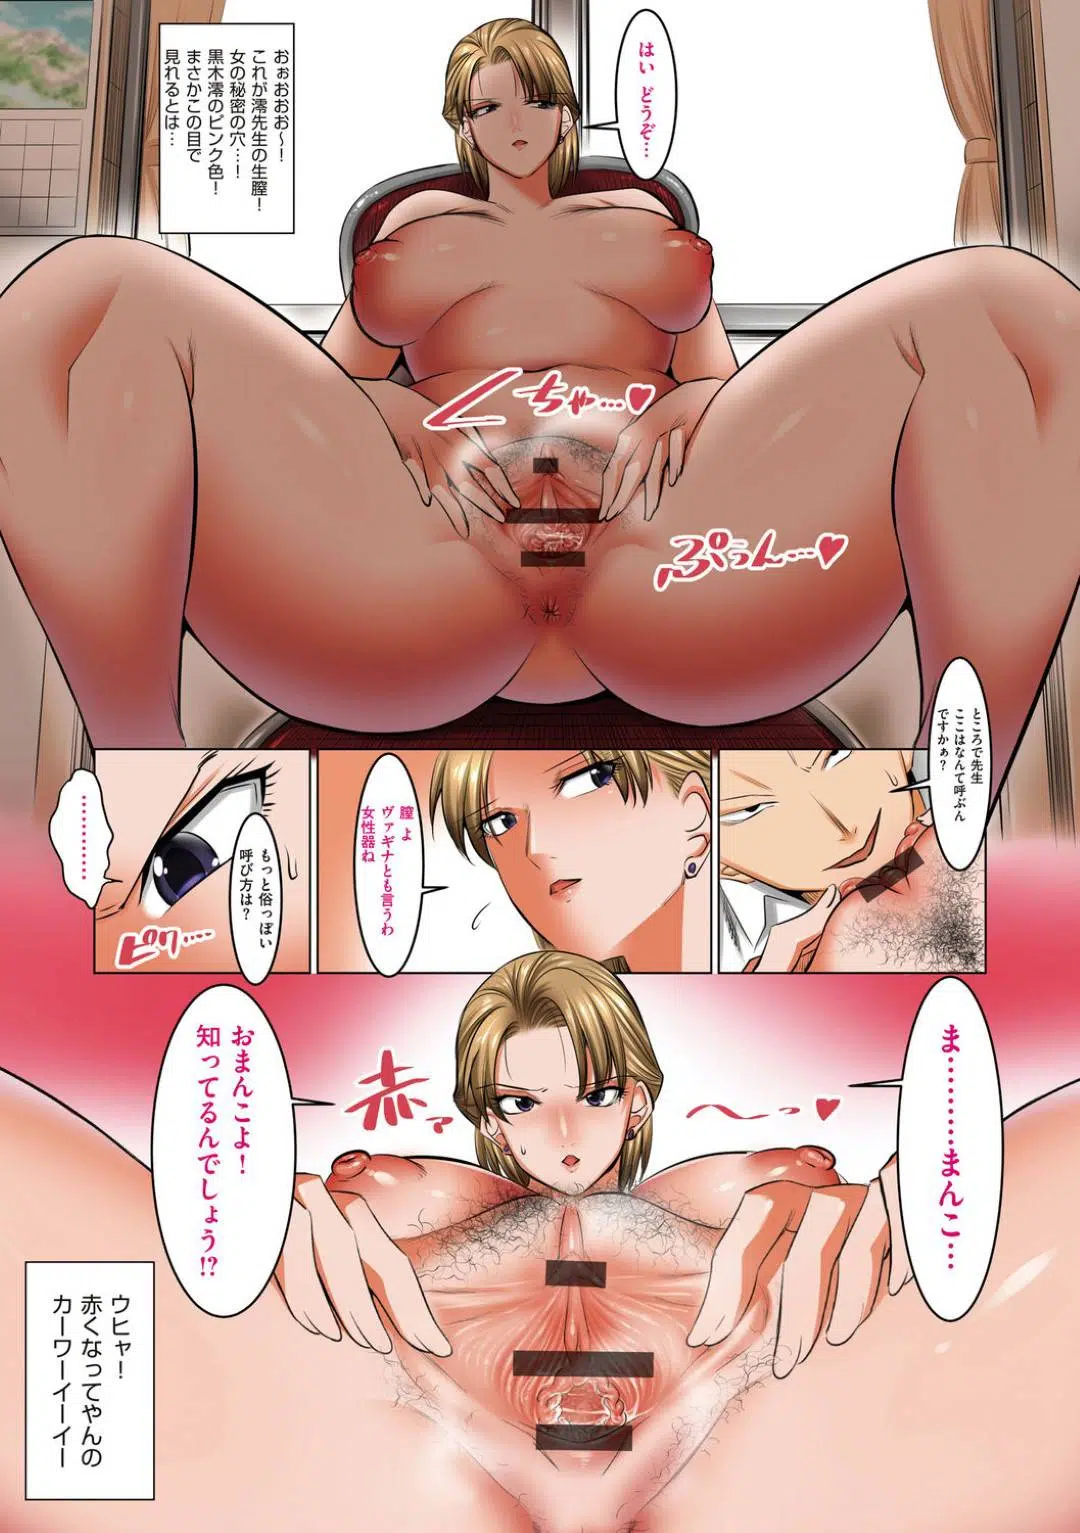 はい どうぞ…
おぉおおお〜！
これが澪先生の生膣！
女の秘密の穴…！
黒木澪のピンク色！
まさかこの目で
見れるとは…
くちゃ…♥
ぷぅん…♥
ところで先生
ここはなんて呼ぶん
ですかぁ？
膣 よ
ヴァギナとも言うわ
女性器ね
もっと俗っぽい
呼び方は？
…………
ピク…
ま………まんこ…
へ〜っ♥
赤ァ
おまんこよ！
知ってるんでしょう!?
ウヒャ！
赤くなってやんの
カーワーイーイー